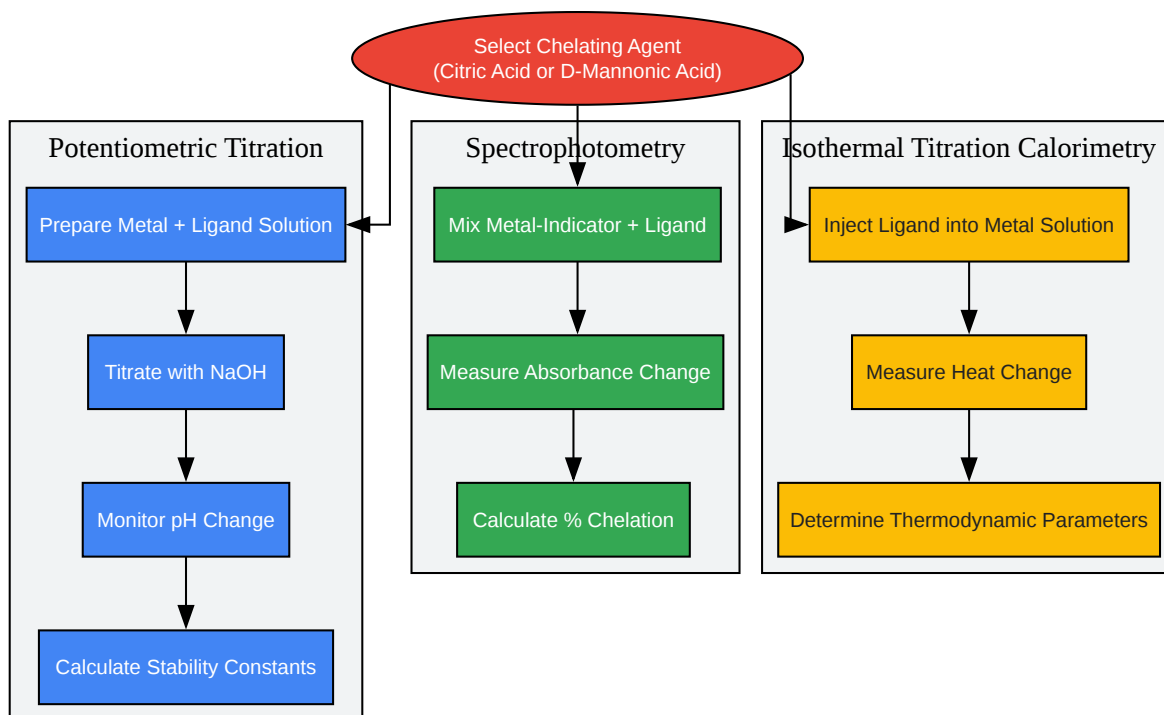 Select Chelating Agent
(Citric Acid or D-Mannonic Acid)
Potentiometric Titration
Prepare Metal + Ligand Solution
Titrate with NaOH
Monitor pH Change
Calculate Stability Constants
Spectrophotometry
Mix Metal-Indicator + Ligand
Measure Absorbance Change
Calculate % Chelation
Isothermal Titration Calorimetry
Inject Ligand into Metal Solution
Measure Heat Change
Determine Thermodynamic Parameters